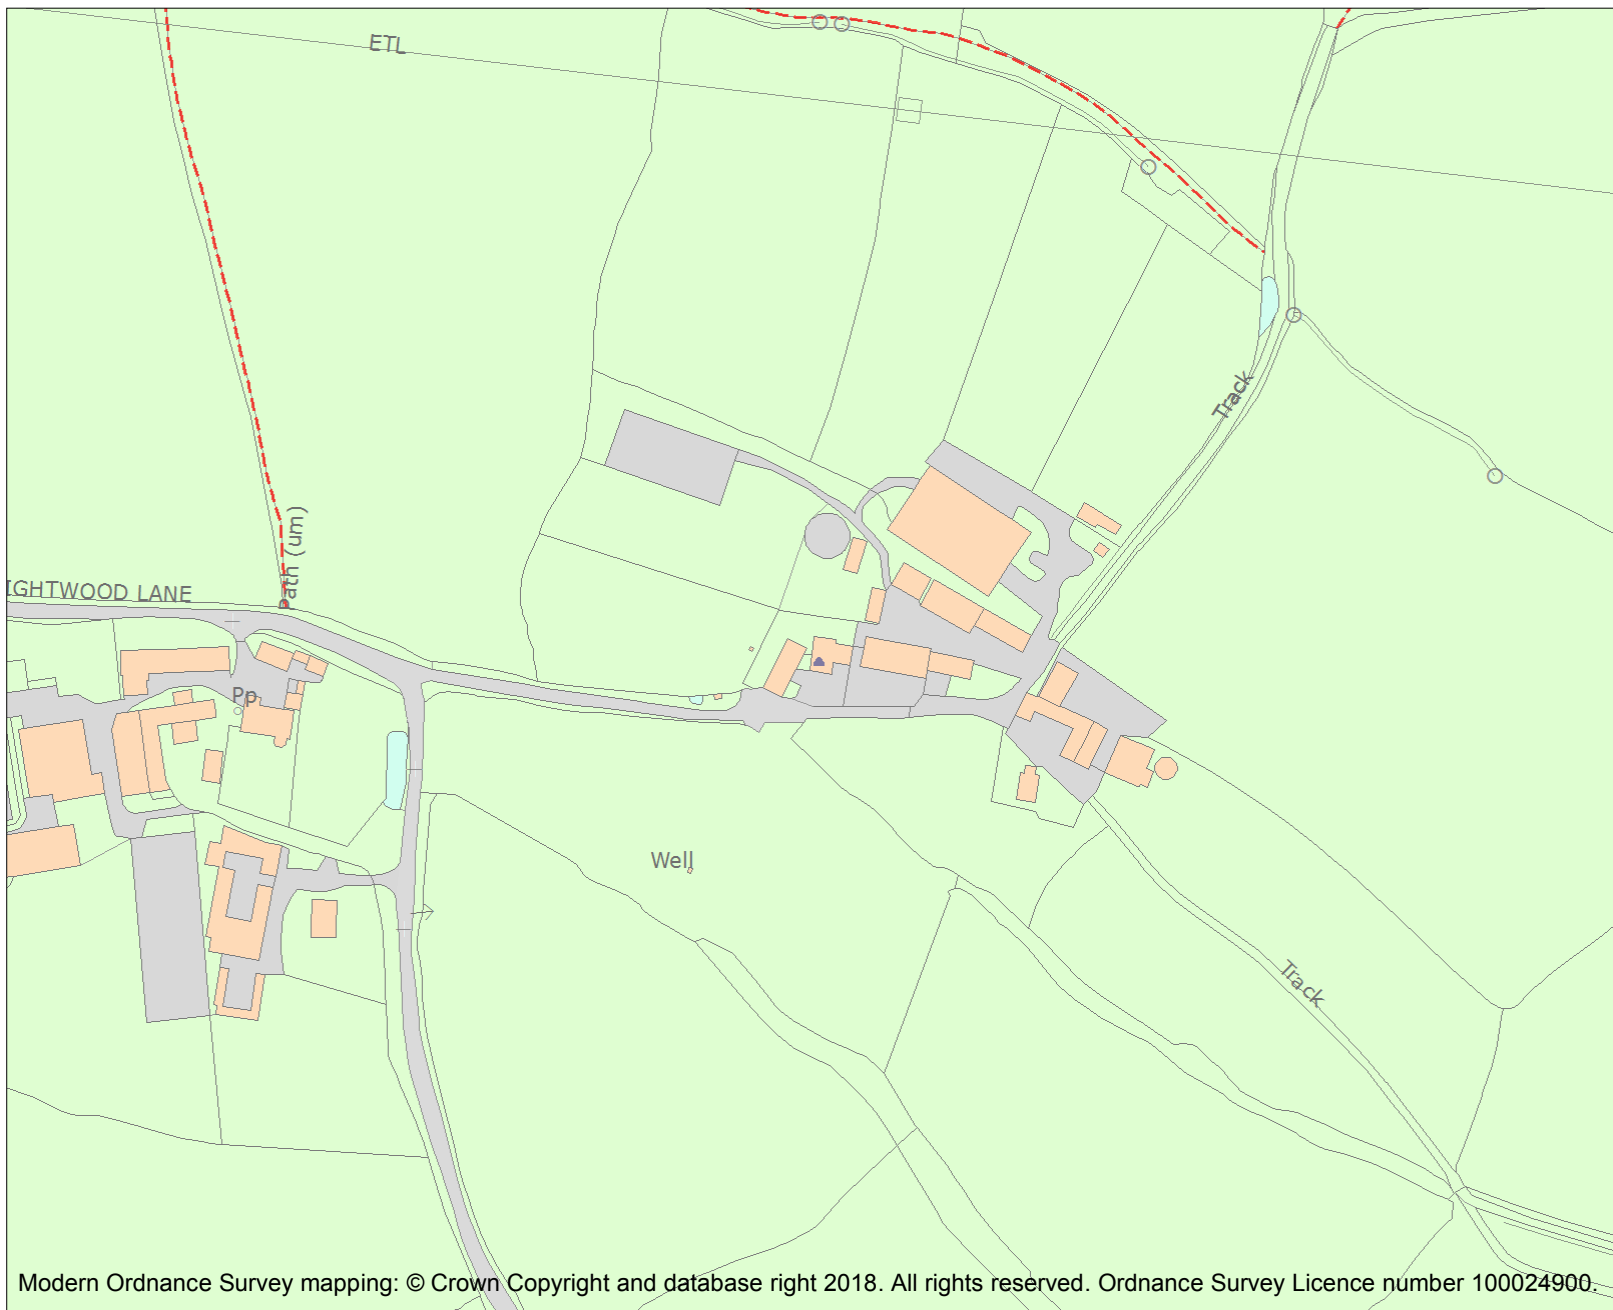 ETL
Track
Path (um)
IGHTWOOD LANE
Pp
Well
Track
Modern Ordnance Survey mapping: © Crown Copyright and database right 2018. All rights reserved. Ordnance Survey Licence number 100024900.